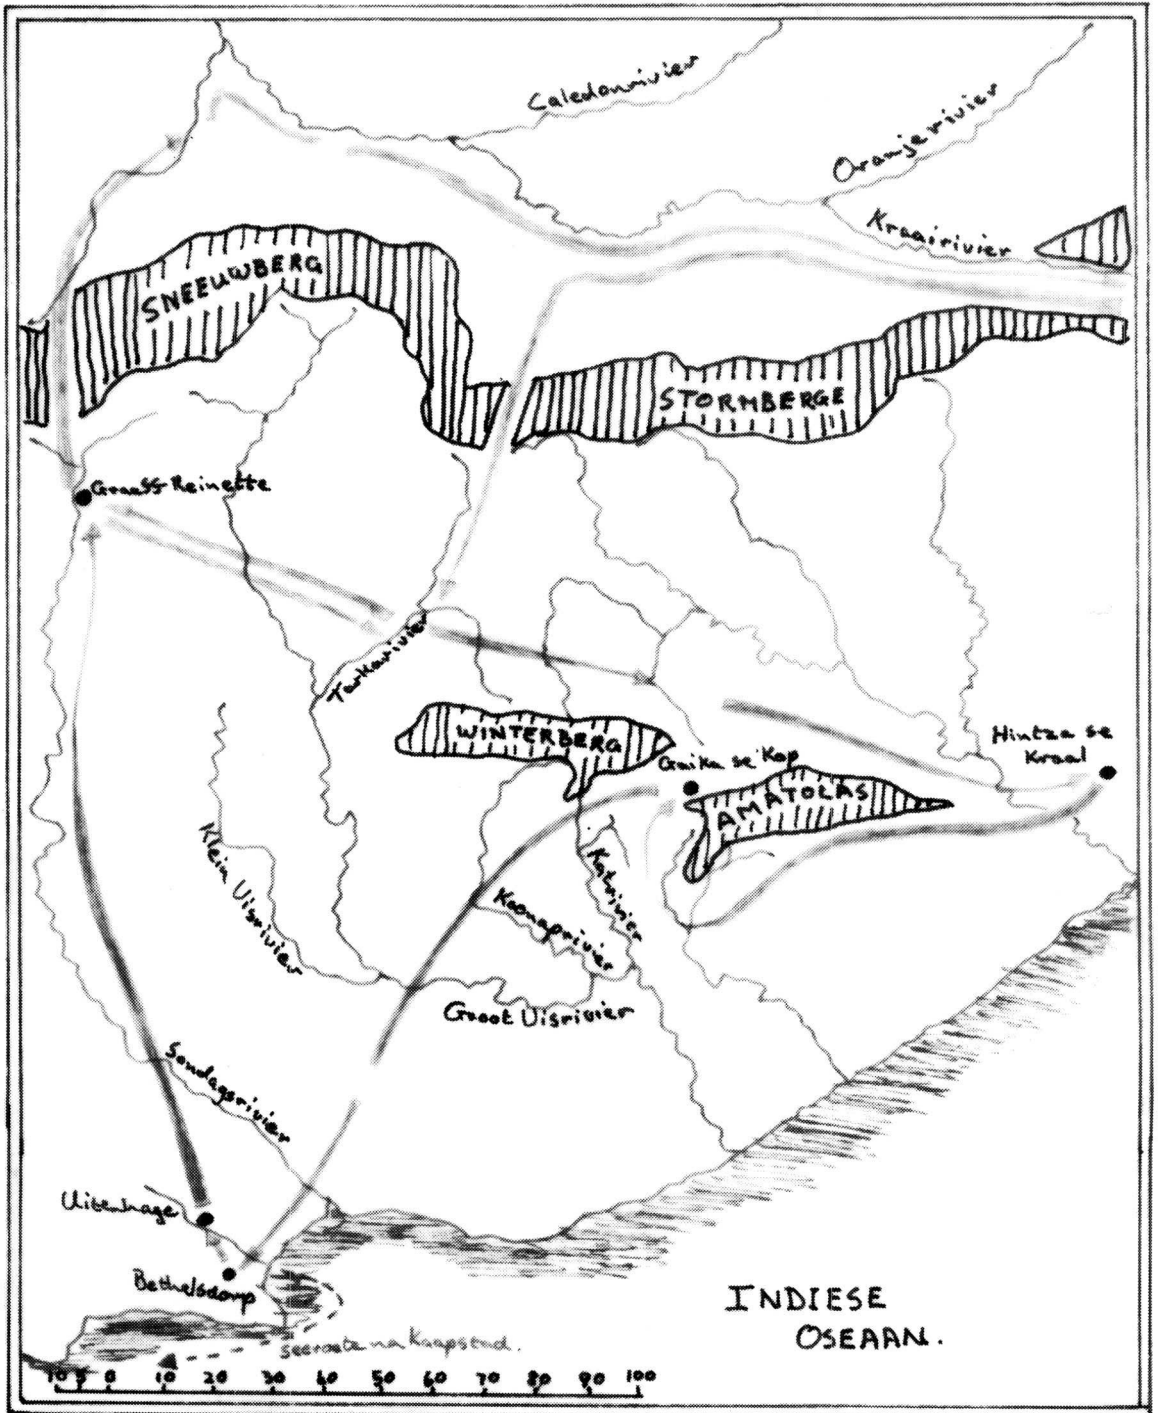 Caledonrivier
Oranjerivier
Kraairivier
SNEEUWBERG
STORMBERGE
Graaff-Reinette
Tarkarivier
WINTERBERG
Gaika se Kop
Hintza se
Kraal
AMATOLAS
Klein Visrivier
Katrivier
Koonaprivier
Groot Visrivier
Sondagsrivier
Uitenhage
Bethelsdorp
INDIESE
OSEAAN.
seeroete na Kaapstad.
10 5 0 10 20 30 40 50 60 70 80 90 100